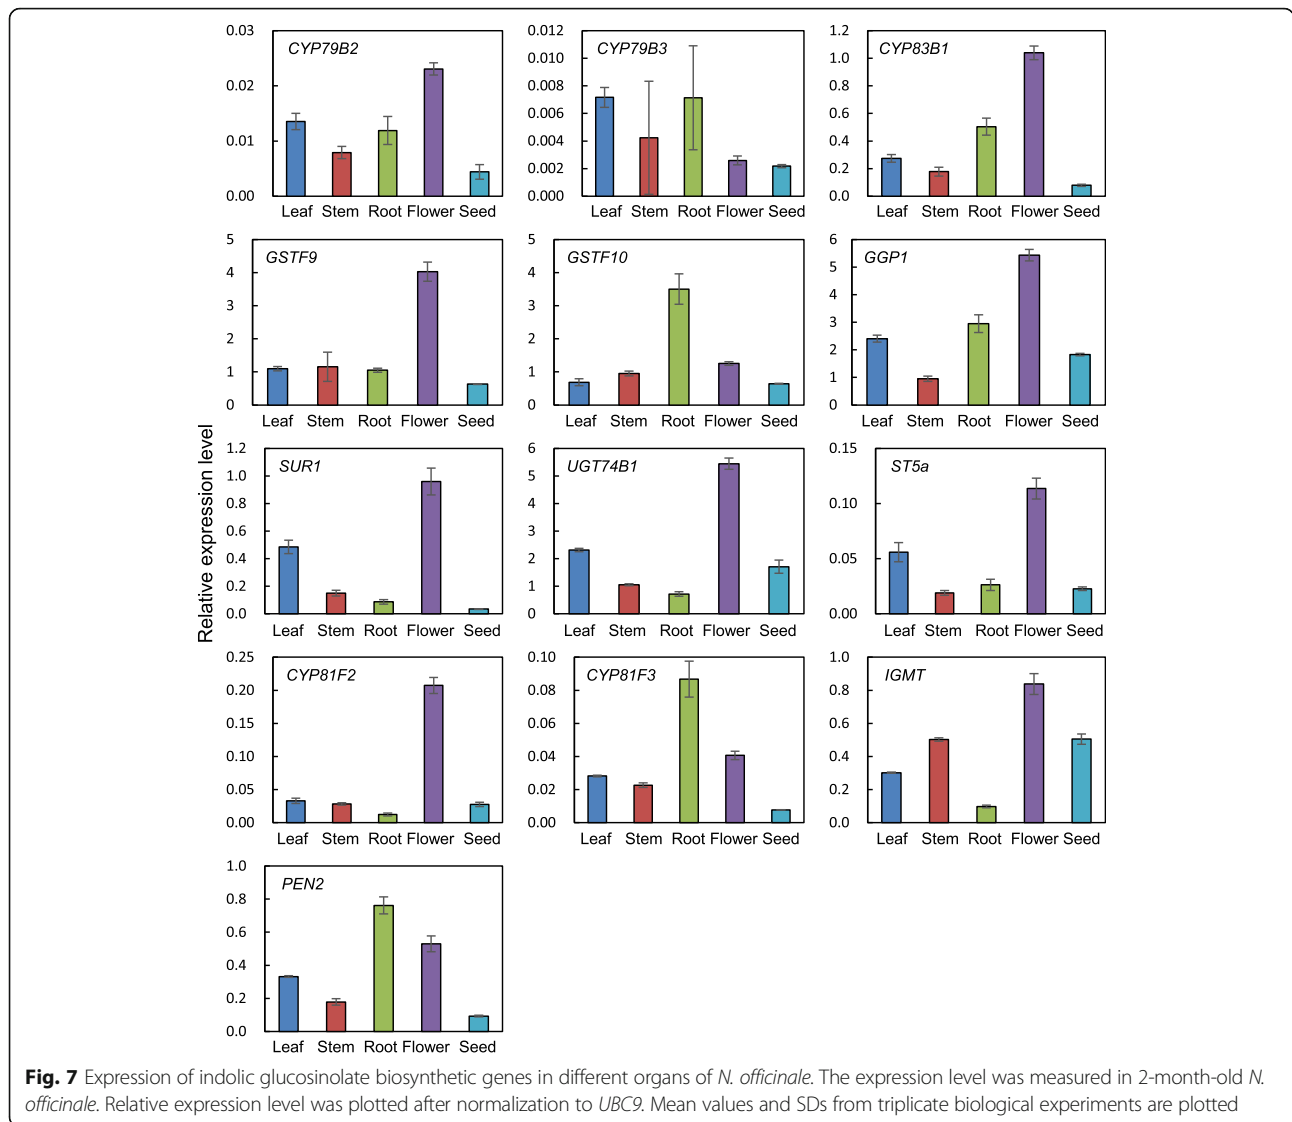 0.03 0.02 0.01 0.00 CYP79B2
Leaf Stem Root Flower Seed
0.012 0.010 0.008 0.006 0.004 0.002 0.000 CYP79B3
Leaf Stem Root Flower Seed
1.2 1.0 0.8 0.6 0.4 0.2 0.0 CYP83B1
Leaf Stem Root Flower Seed
5 4 3 2 1 0 GSTF9
Leaf Stem Root Flower Seed
5 4 3 2 1 0 GSTF10
Leaf Stem Root Flower Seed
6 5 4 3 2 1 0 GGP1
Leaf Stem Root Flower Seed
Relative expression level
1.2 1.0 0.8 0.6 0.4 0.2 0.0 SUR1
Leaf Stem Root Flower Seed
6 5 4 3 2 1 0 UGT74B1
Leaf Stem Root Flower Seed
0.15 0.10 0.05 0.00 ST5a
Leaf Stem Root Flower Seed
0.25 0.20 0.15 0.10 0.05 0.00 CYP81F2
Leaf Stem Root Flower Seed
0.10 0.08 0.06 0.04 0.02 0.00 CYP81F3
Leaf Stem Root Flower Seed
1.0 0.8 0.6 0.4 0.2 0.0 IGMT
Leaf Stem Root Flower Seed
1.0 0.8 0.6 0.4 0.2 0.0 PEN2
Leaf Stem Root Flower Seed
Fig. 7 Expression of indolic glucosinolate biosynthetic genes in different organs of N. officinale. The expression level was measured in 2-month-old N.
officinale. Relative expression level was plotted after normalization to UBC9. Mean values and SDs from triplicate biological experiments are plotted